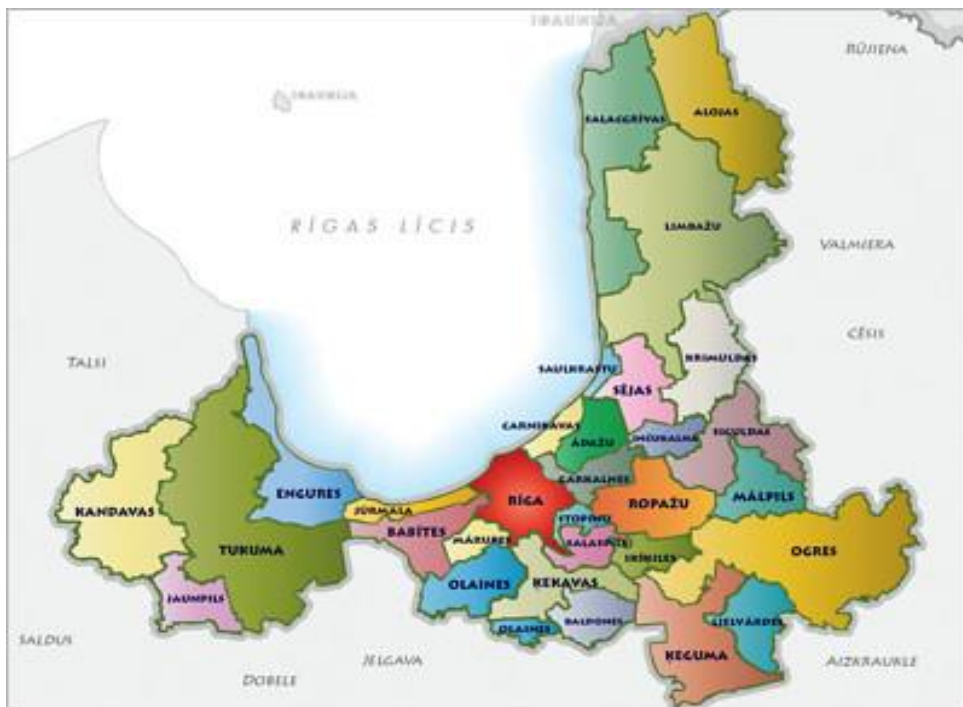 IGAUNIJA
RŪJIENA
IGAUNIJA
SALASGRĪVAS
ALOJAS
RĪGAS LĪCIS
LIMBAŽU
VALMIERA
CĒSIS
TALSI
KRIMULDAS
SAULKRASTU
SĒJAS
CARNIKAVAS
ĀDAŽU
INČUKALNA
SIGULDAS
GARKALNES
ENGURES
RĪGA
ROPAŽU
MĀLPILS
KANDAVAS
JŪRMALA
STOPIŅU
BABĪTES
MĀRUPES
SALASPILS
TUKUMA
IKŠĶILES
OGRES
OLAINES
ĶEKAVAS
JAUNPILS
OLAINES
BALDONES
LIELVĀRDES
SALDUS
JELGAVA
ĶEGUMA
AIZKRAUKLE
DOBELE